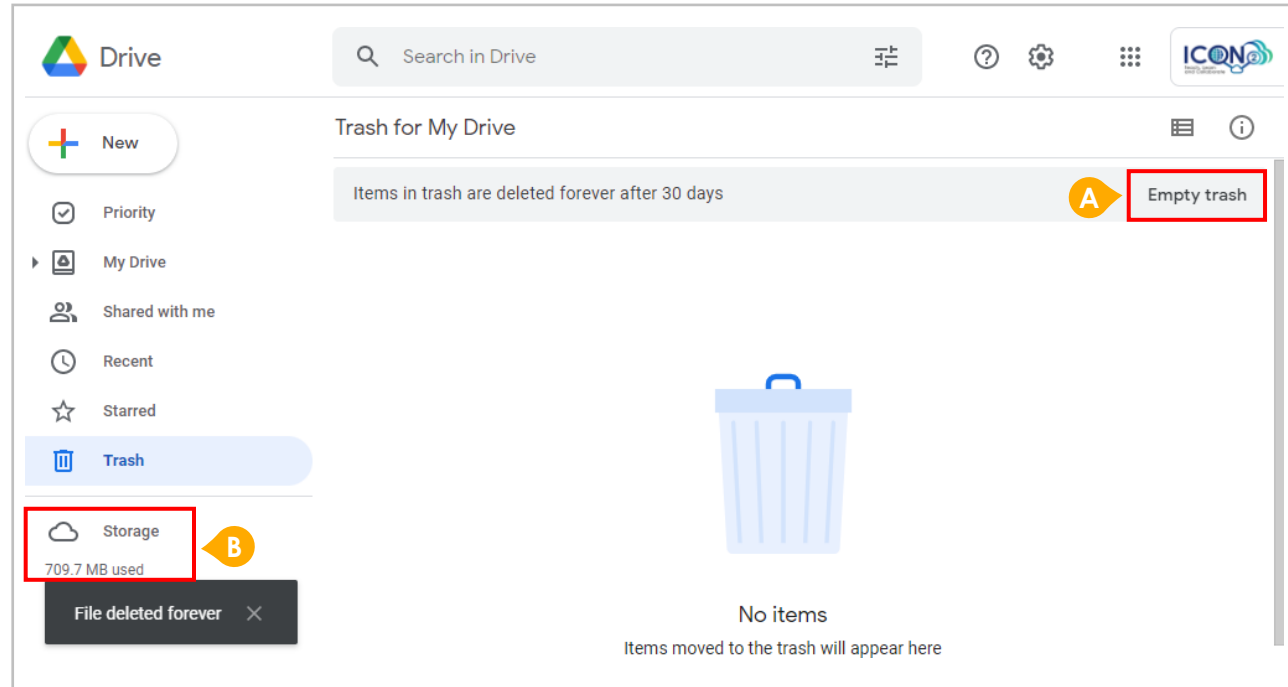 Drive
Search in Drive
ICON2
New
Trash for My Drive
Items in trash are deleted forever after 30 days
A
Empty trash
Priority
My Drive
Shared with me
Recent
Starred
Trash
Storage
B
709.7 MB used
File deleted forever
No items
Items moved to the trash will appear here